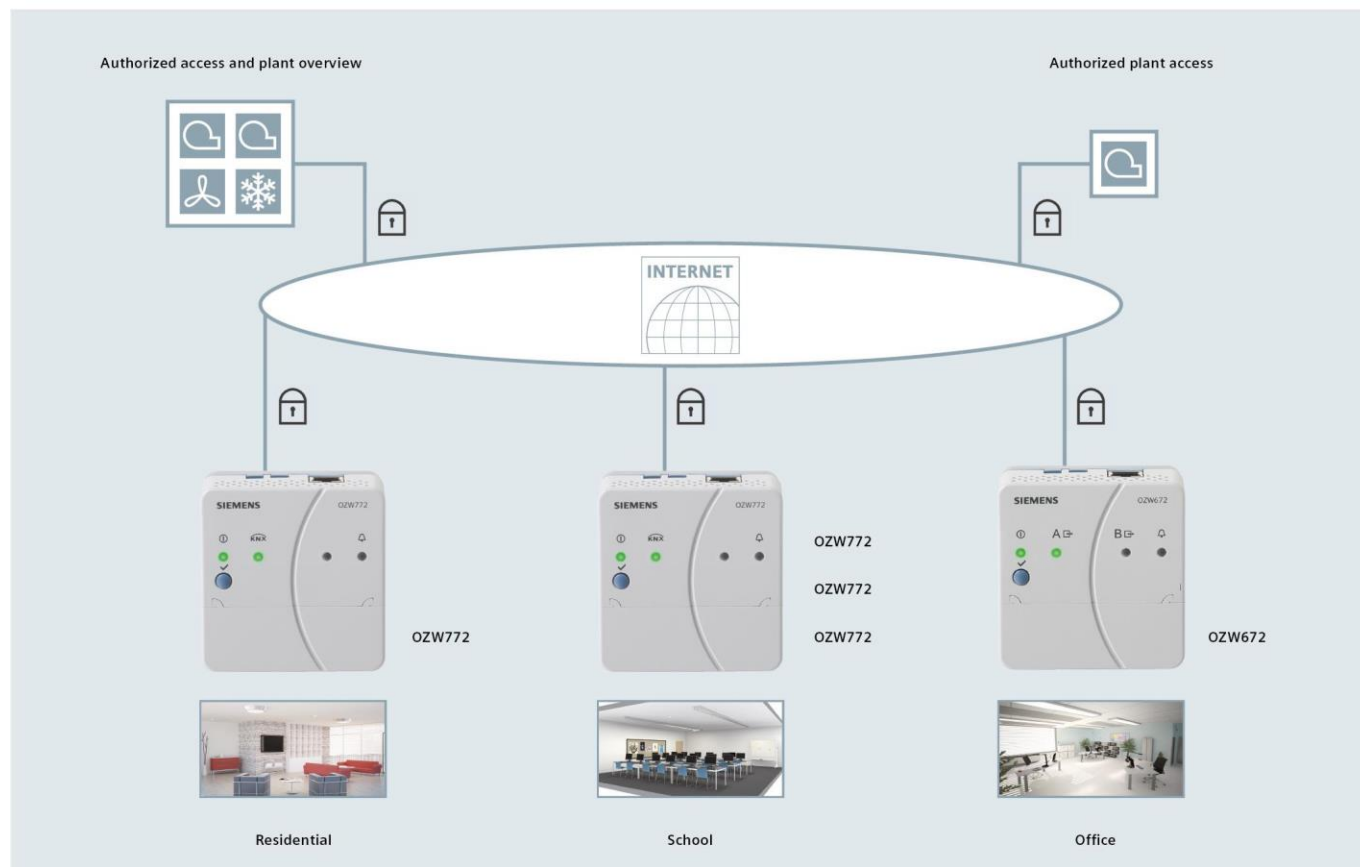 Authorized access and plant overview
Authorized plant access
INTERNET
SIEMENS
OZW772
KNX
SIEMENS
OZW772
KNX
OZW772
OZW772
OZW772
OZW772
SIEMENS
OZW672
A
B
OZW672
Residential
School
Office